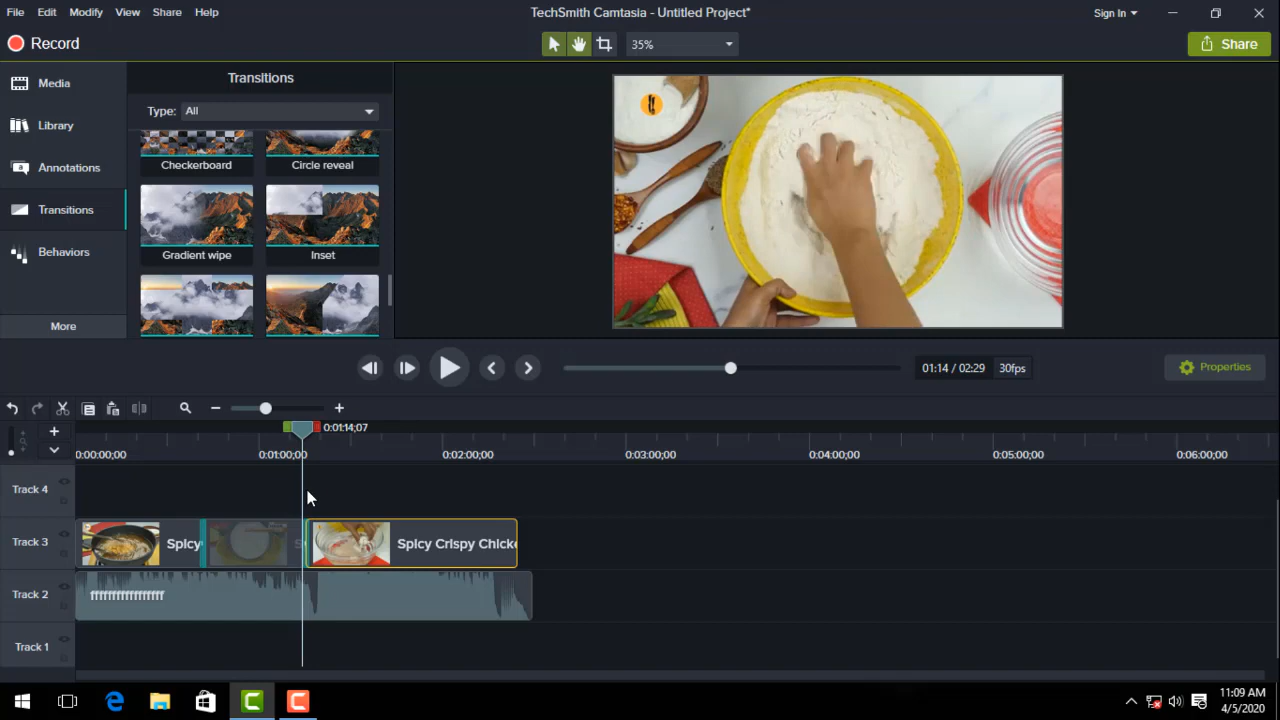 File Edit Modify View Share Help
TechSmith Camtasia - Untitled Project*
Sign In
Record
35%
Share
Media
Library
Annotations
Transitions
Behaviors
More
Transitions
Type: All
Checkerboard Circle reveal
Gradient wipe Inset
01:14 / 02:29 30fps
Properties
0:01:14;07
0:00:00;00 0:01:00;00 0:02:00;00 0:03:00;00 0:04:00;00 0:05:00;00 0:06:00;00
Track 4
Track 3 Spicy Spicy Crispy Chicke
Track 2 ffffffffffffffff
Track 1
11:09 AM
4/5/2020